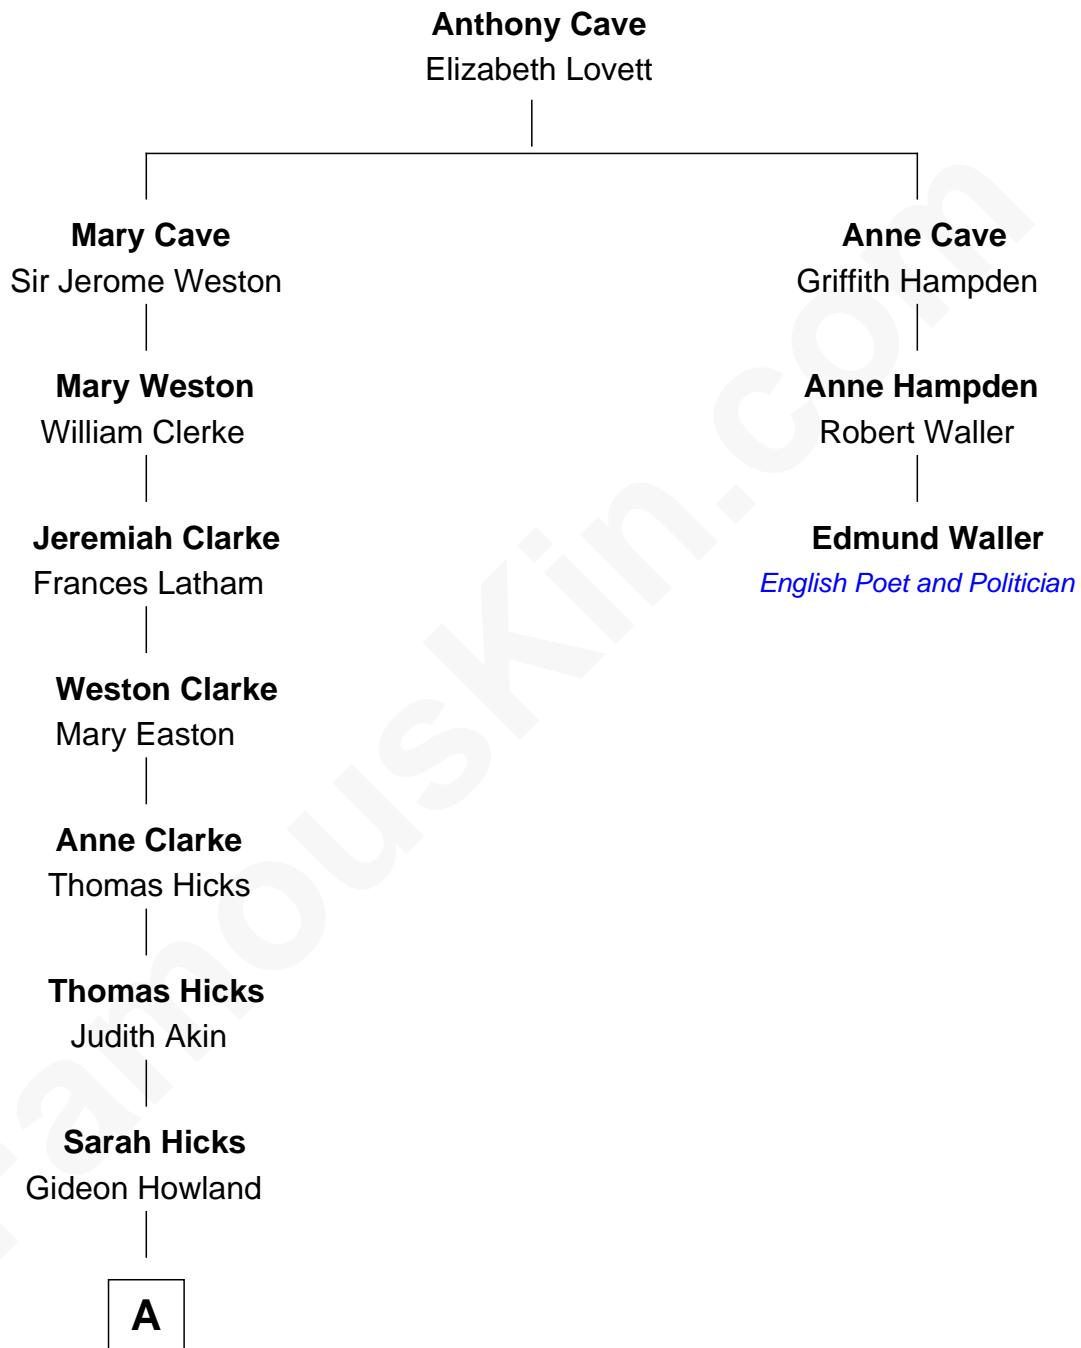 Anthony Cave
Elizabeth Lovett
Mary Cave
Sir Jerome Weston
Anne Cave
Griffith Hampden
Mary Weston
William Clerke
Anne Hampden
Robert Waller
Jeremiah Clarke
Frances Latham
Edmund Waller
English Poet and Politician
Weston Clarke
Mary Easton
Anne Clarke
Thomas Hicks
Thomas Hicks
Judith Akin
Sarah Hicks
Gideon Howland
A
FamousKin.com